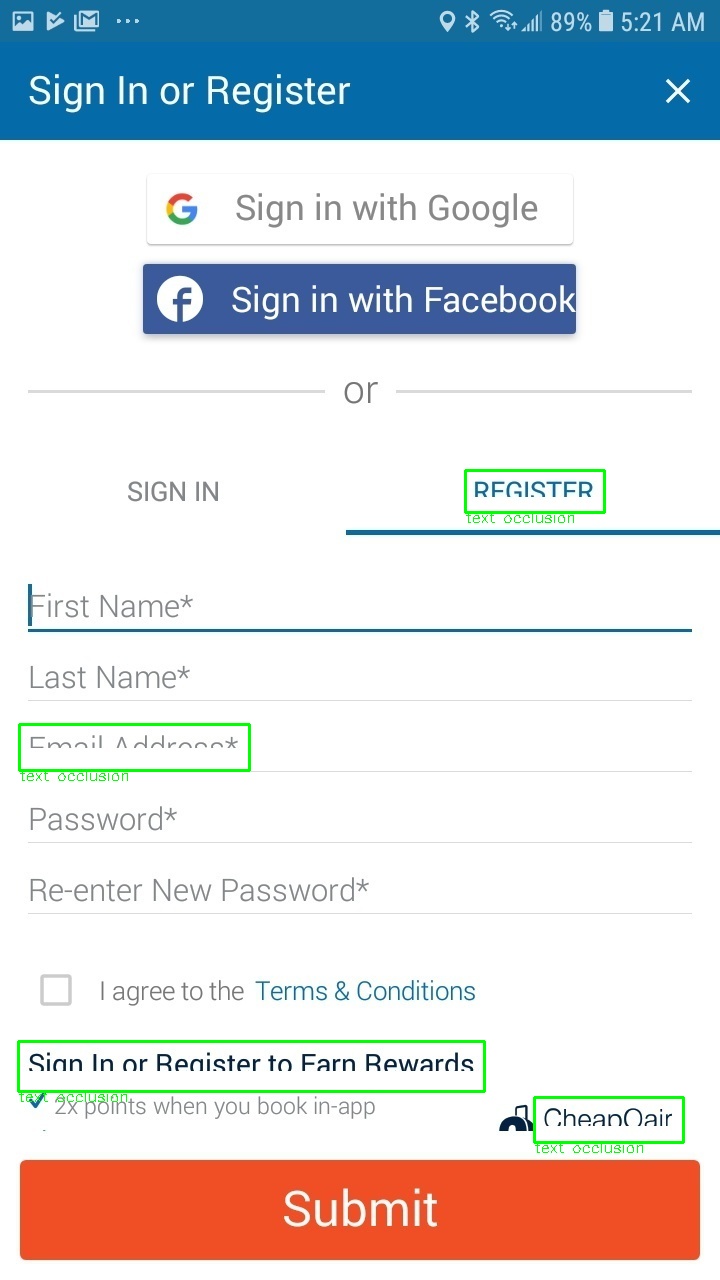 89% 5:21 AM
Sign In or Register
Sign in with Google
Sign in with Facebook
or
SIGN IN
REGISTER
text occlusion
First Name*
Last Name*
Email Address*
text occlusion
Password*
Re-enter New Password*
I agree to the Terms & Conditions
Sign In or Register to Earn Rewards
text occlusion
2x points when you book in-app
CheapOair
text occlusion
Submit